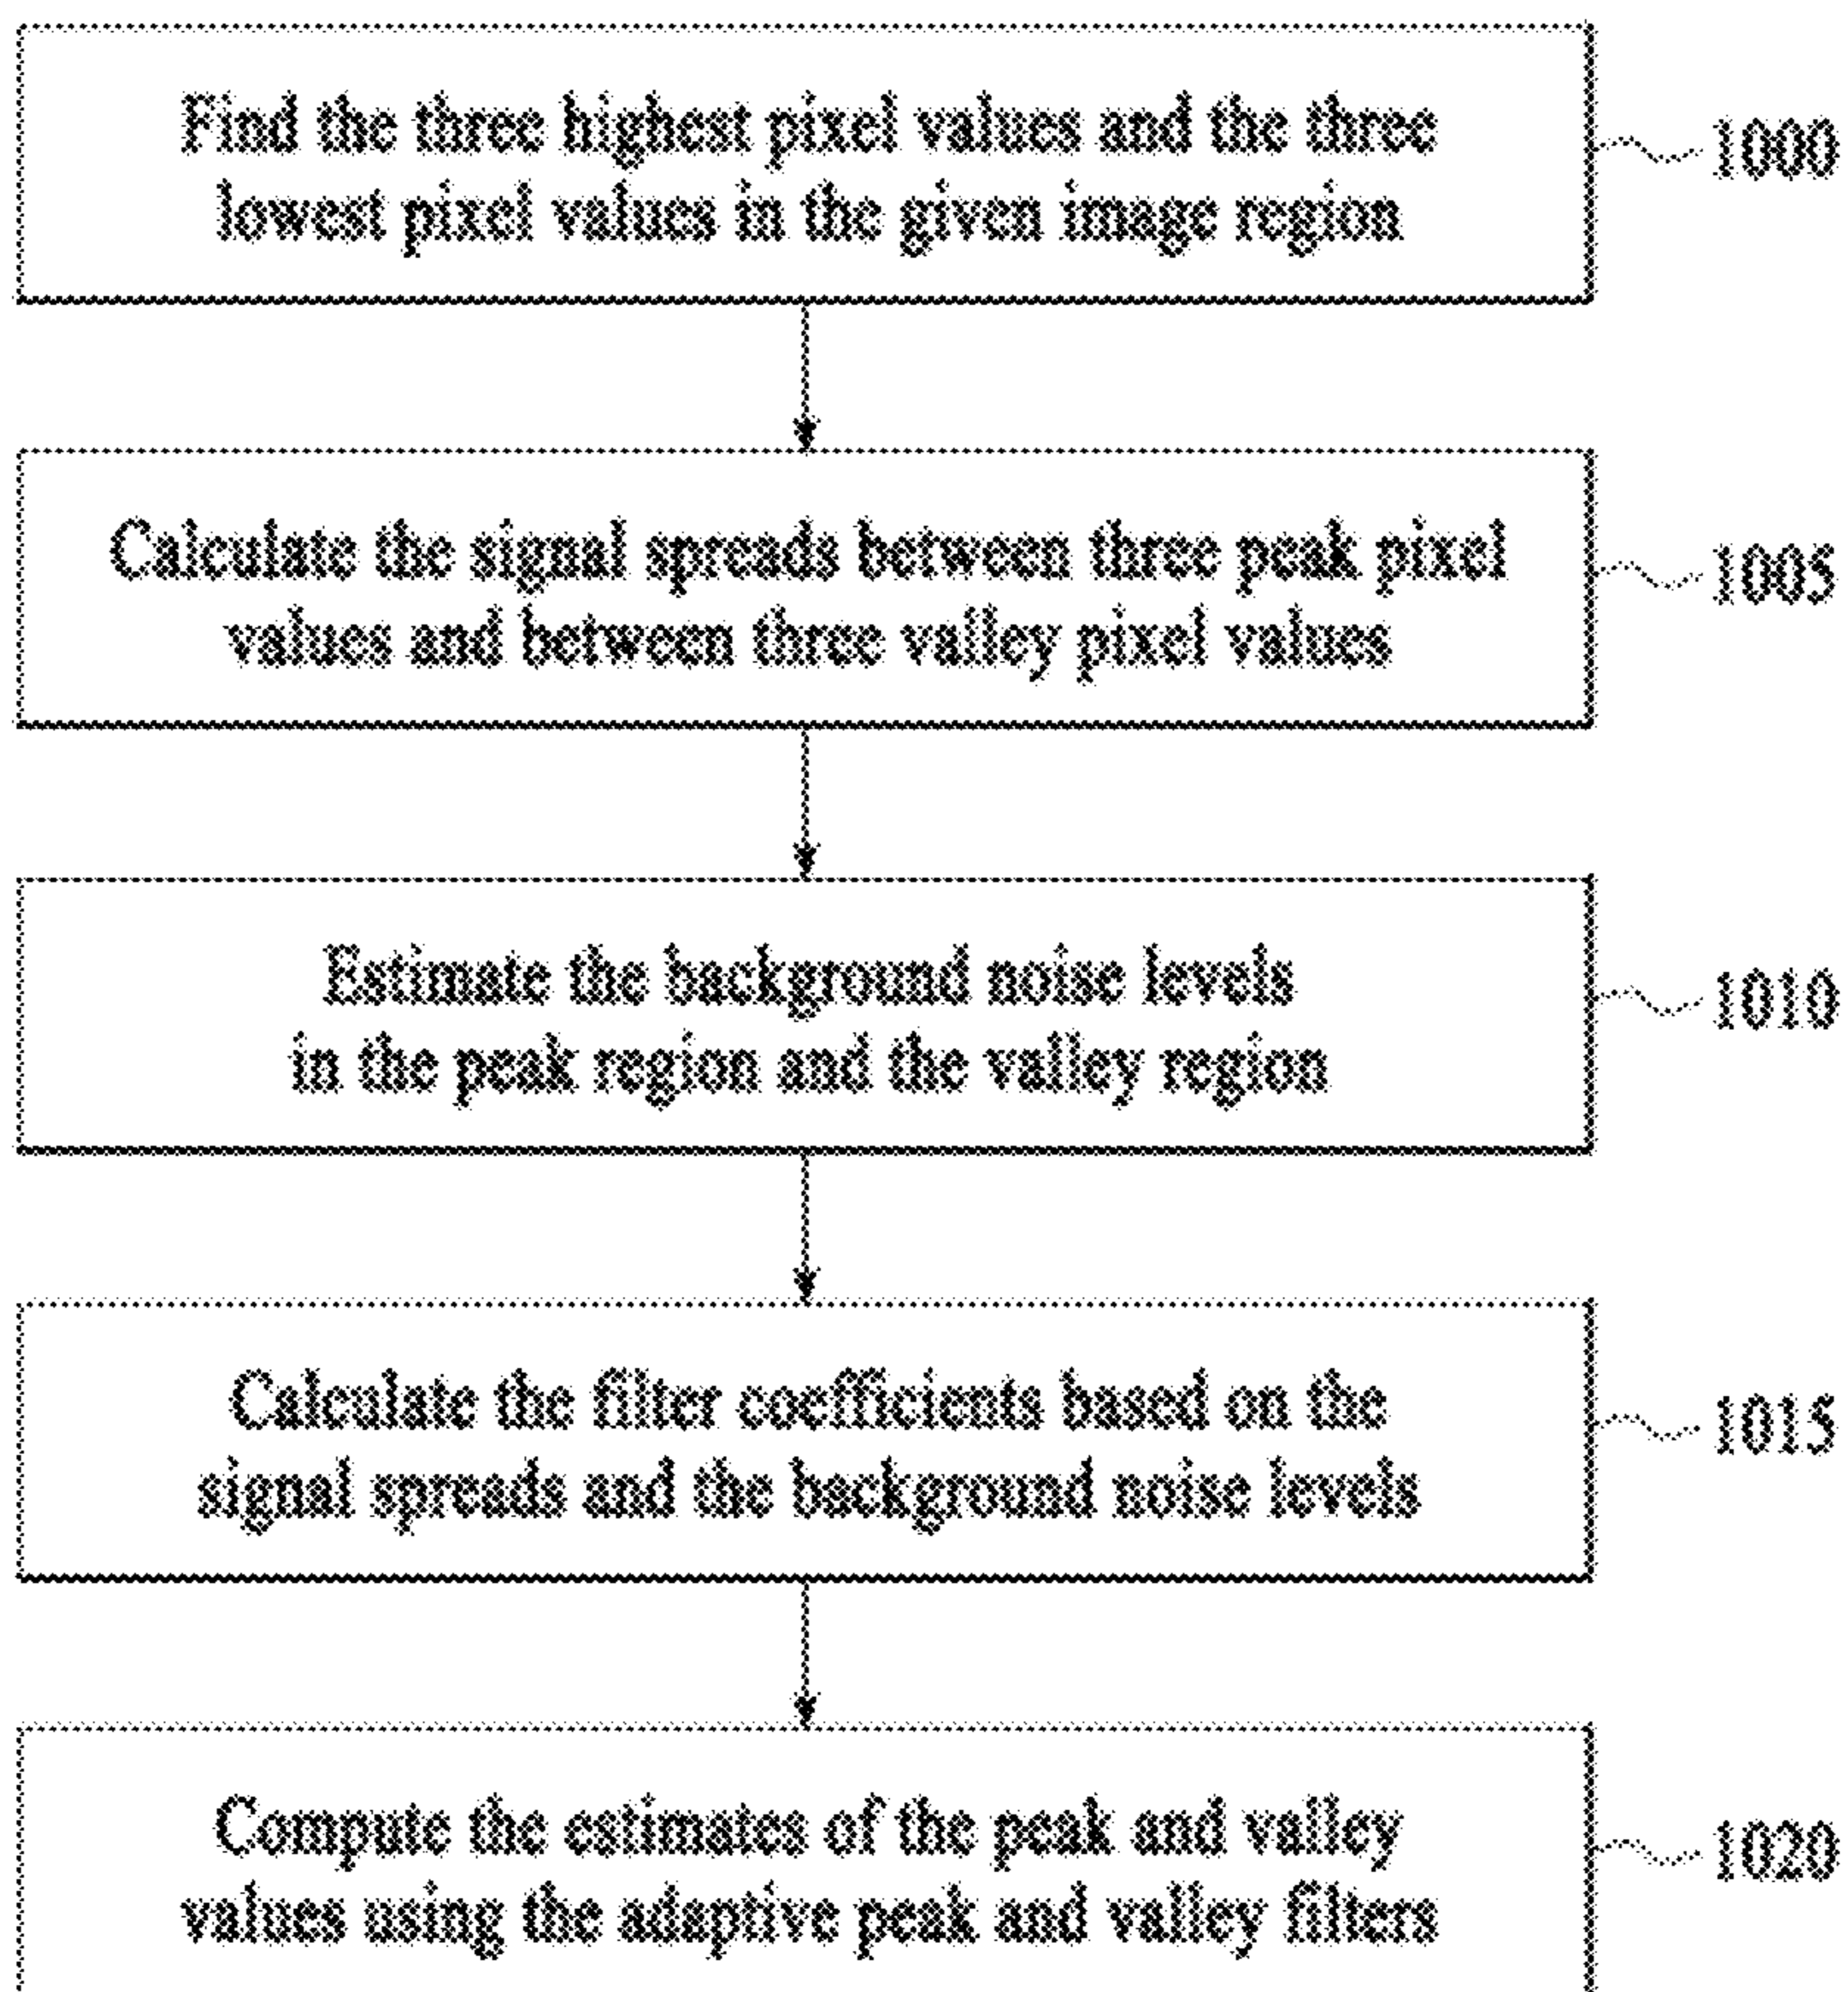 Find the three highest pixel values and the three
lowest pixel values in the given image region
1000
Calculate the signal spreads between three peak pixel
values and between three valley pixel values
1005
Estimate the background noise levels
in the peak region and the valley region
1010
Calculate the filter coefficients based on the
signal spreads and the background noise levels
1015
Compute the estimates of the peak and valley
values using the adaptive peak and valley filters
1020